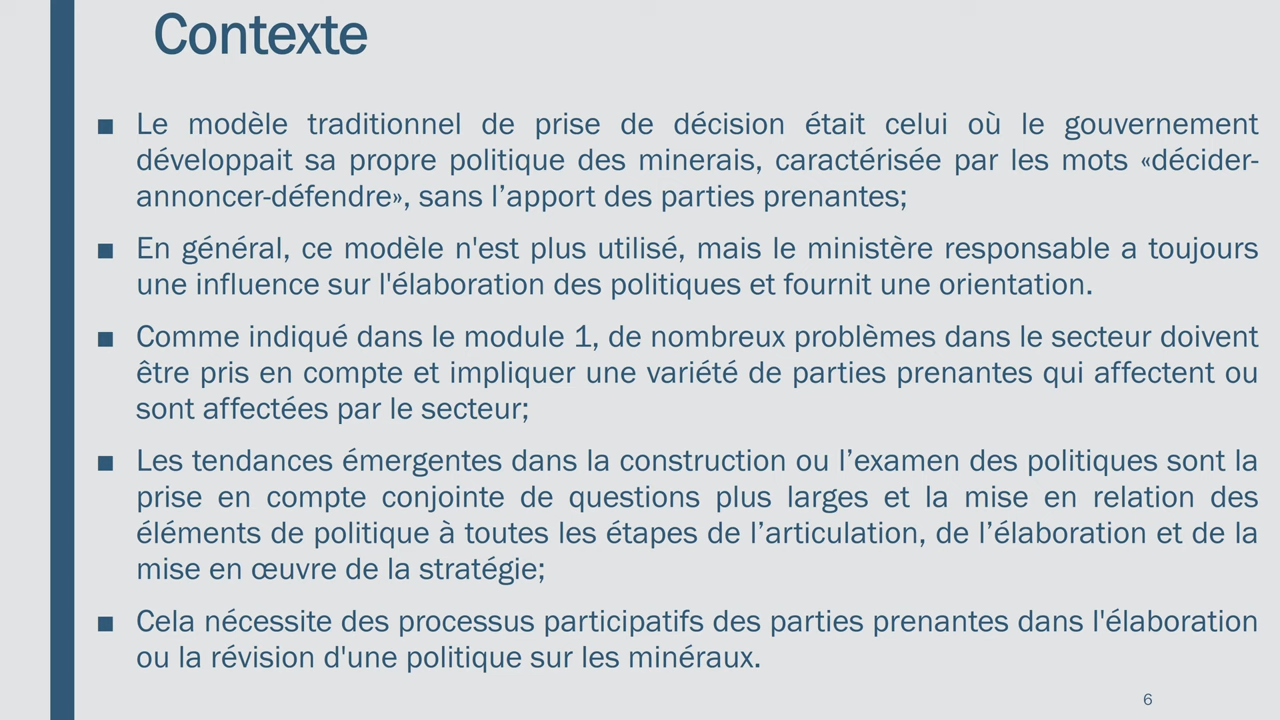 Contexte
■ Le modèle traditionnel de prise de décision était celui où le gouvernement
développait sa propre politique des minerais, caractérisée par les mots «décider-
annoncer-défendre», sans l’apport des parties prenantes;
■ En général, ce modèle n'est plus utilisé, mais le ministère responsable a toujours
une influence sur l'élaboration des politiques et fournit une orientation.
■ Comme indiqué dans le module 1, de nombreux problèmes dans le secteur doivent
être pris en compte et impliquer une variété de parties prenantes qui affectent ou
sont affectées par le secteur;
■ Les tendances émergentes dans la construction ou l’examen des politiques sont la
prise en compte conjointe de questions plus larges et la mise en relation des
éléments de politique à toutes les étapes de l’articulation, de l’élaboration et de la
mise en œuvre de la stratégie;
■ Cela nécessite des processus participatifs des parties prenantes dans l'élaboration
ou la révision d'une politique sur les minéraux.
6